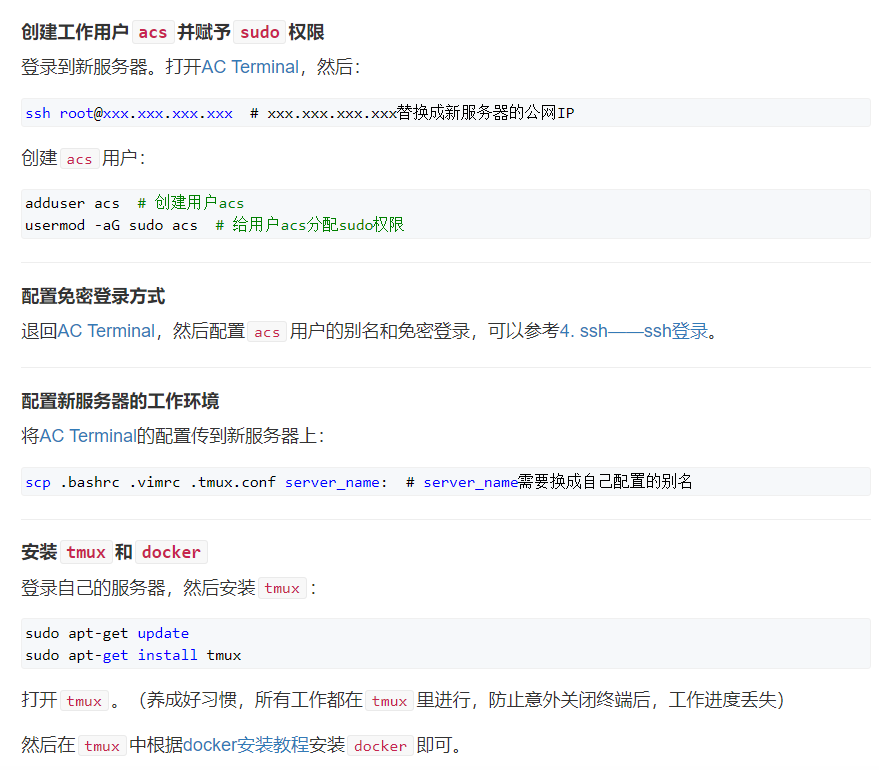 创建工作用户 acs 并赋予 sudo 权限
登录到新服务器。打开AC Terminal，然后：
ssh root@xxx.xxx.xxx.xxx  # xxx.xxx.xxx.xxx替换成新服务器的公网IP
创建 acs 用户：
adduser acs  # 创建用户acs
usermod -aG sudo acs  # 给用户acs分配sudo权限
配置免密登录方式
退回AC Terminal，然后配置 acs 用户的别名和免密登录，可以参考4. ssh——ssh登录。
配置新服务器的工作环境
将AC Terminal的配置传到新服务器上：
scp .bashrc .vimrc .tmux.conf server_name:  # server_name需要换成自己配置的别名
安装 tmux 和 docker
登录自己的服务器，然后安装 tmux ：
sudo apt-get update
sudo apt-get install tmux
打开 tmux 。（养成好习惯，所有工作都在 tmux 里进行，防止意外关闭终端后，工作进度丢失）
然后在 tmux 中根据docker安装教程安装 docker 即可。